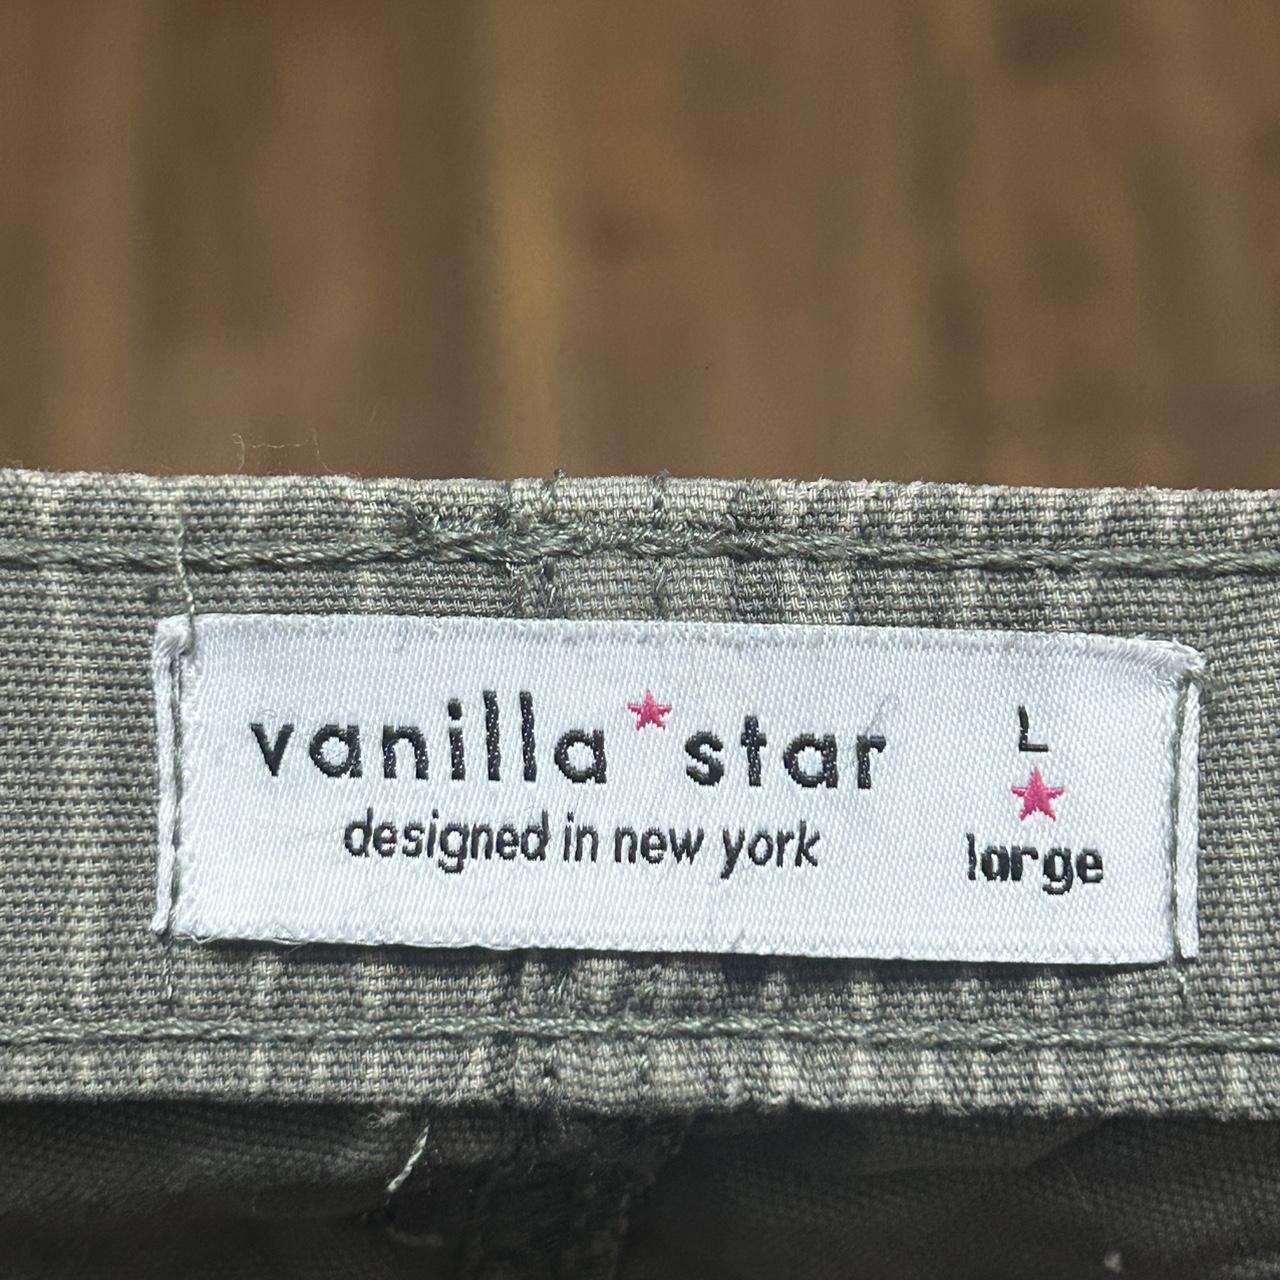 vanilla★star
designed in new york
L
★
large